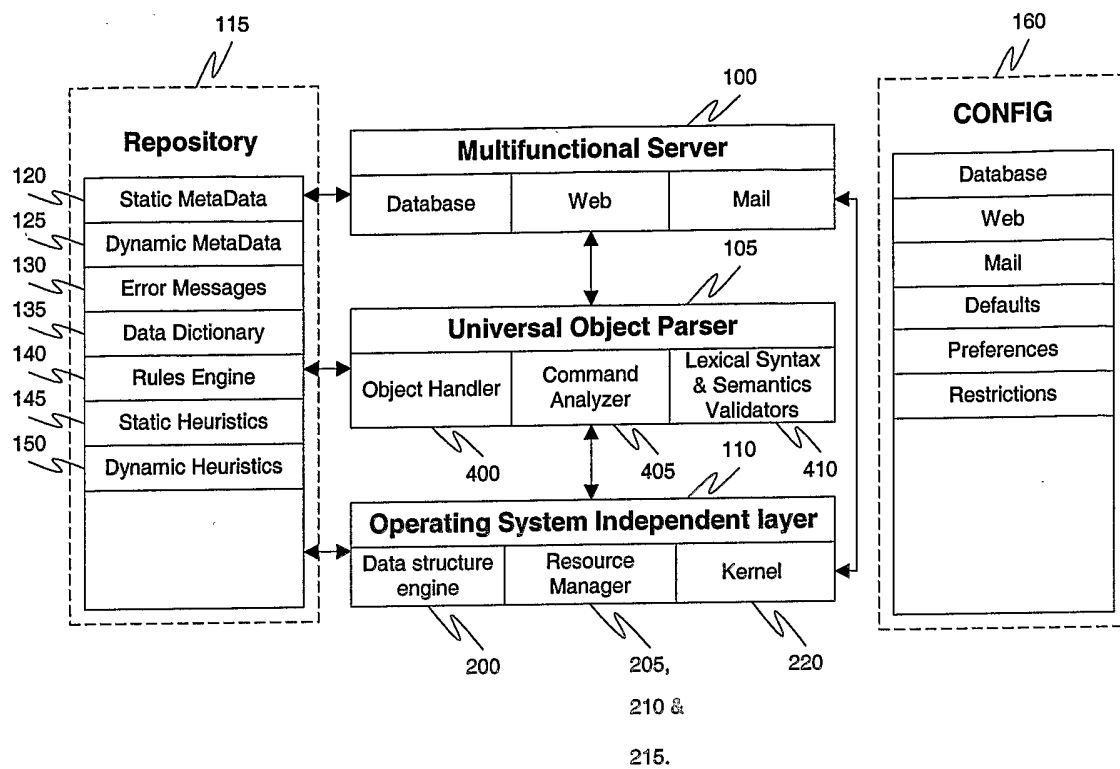 115
160
100
Repository
Multifunctional Server
CONFIG
120
Static MetaData
Database
Web
Mail
Database
125
Dynamic MetaData
Web
130
Error Messages
105
Mail
135
Data Dictionary
Universal Object Parser
Defaults
140
Rules Engine
Object Handler
Command
Analyzer
Lexical Syntax
& Semantics
Validators
Preferences
145
Static Heuristics
Restrictions
150
Dynamic Heuristics
400
405
110
410
Operating System Independent layer
Data structure
engine
Resource
Manager
Kernel
200
205,
210 &
215.
220